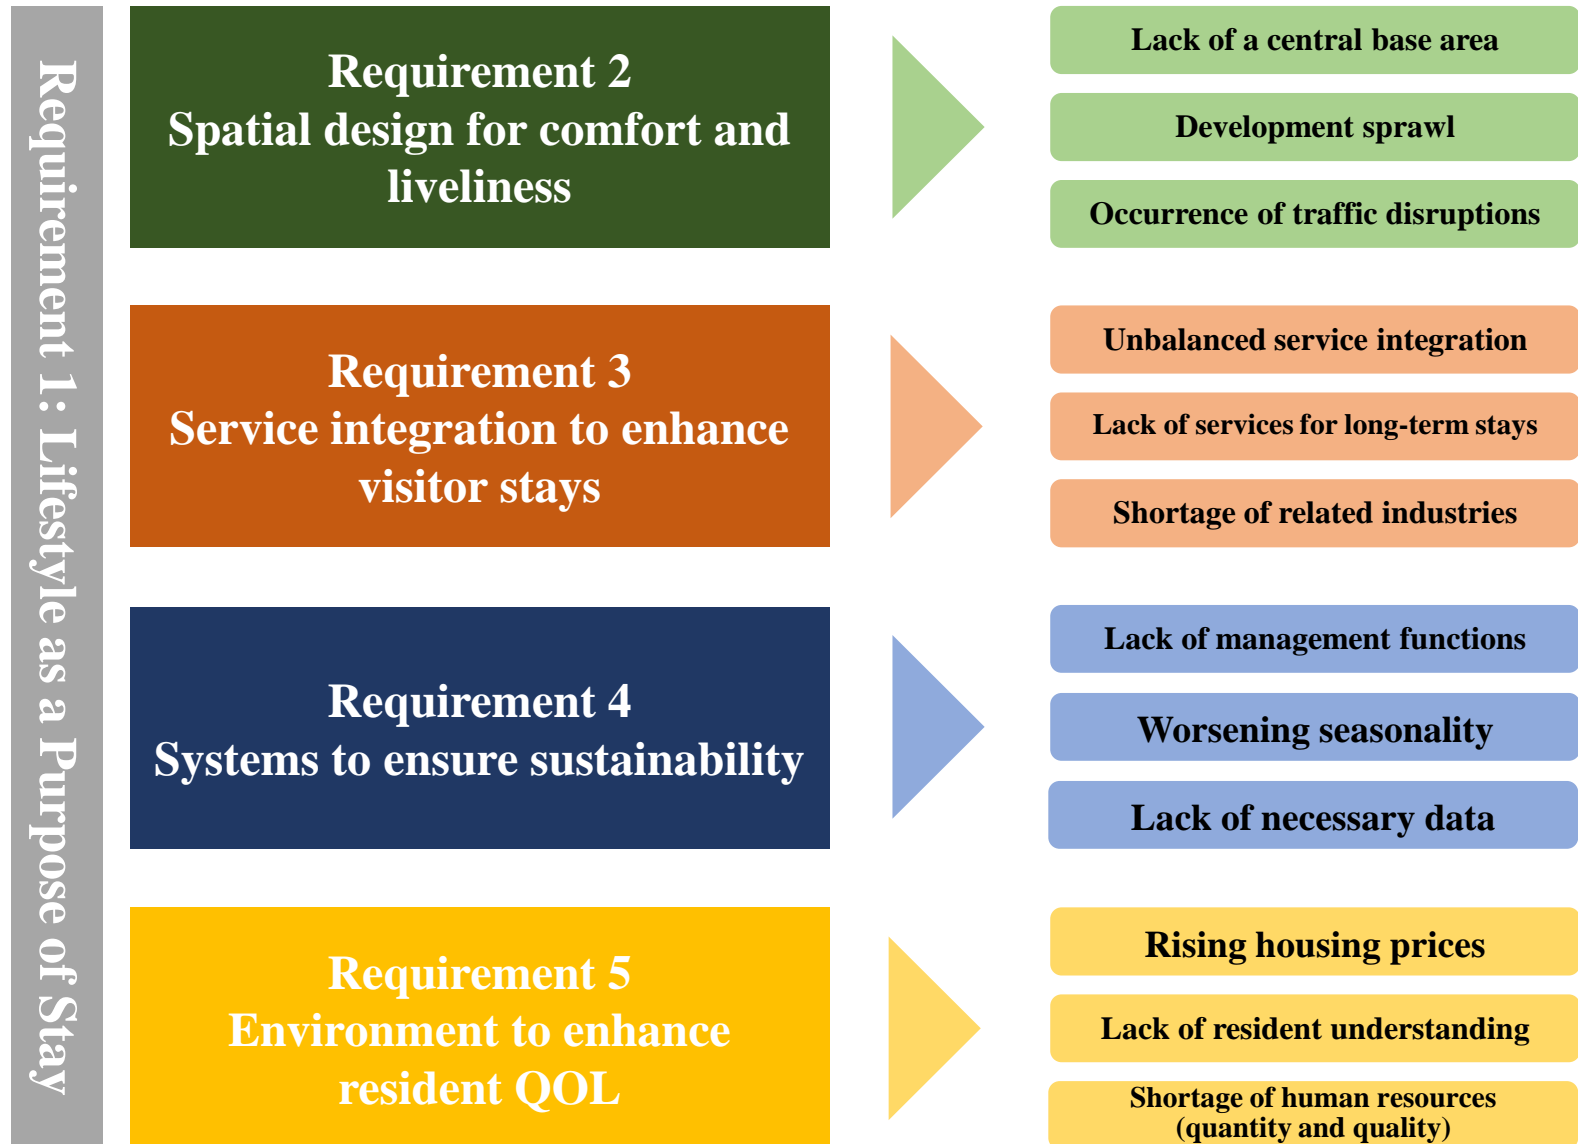 Requirement 1: Lifestyle as a Purpose of Stay
Requirement 2
Spatial design for comfort and
liveliness
Lack of a central base area
Development sprawl
Occurrence of traffic disruptions
Requirement 3
Service integration to enhance
visitor stays
Unbalanced service integration
Lack of services for long-term stays
Shortage of related industries
Requirement 4
Systems to ensure sustainability
Lack of management functions
Worsening seasonality
Lack of necessary data
Requirement 5
Environment to enhance
resident QOL
Rising housing prices
Lack of resident understanding
Shortage of human resources
(quantity and quality)